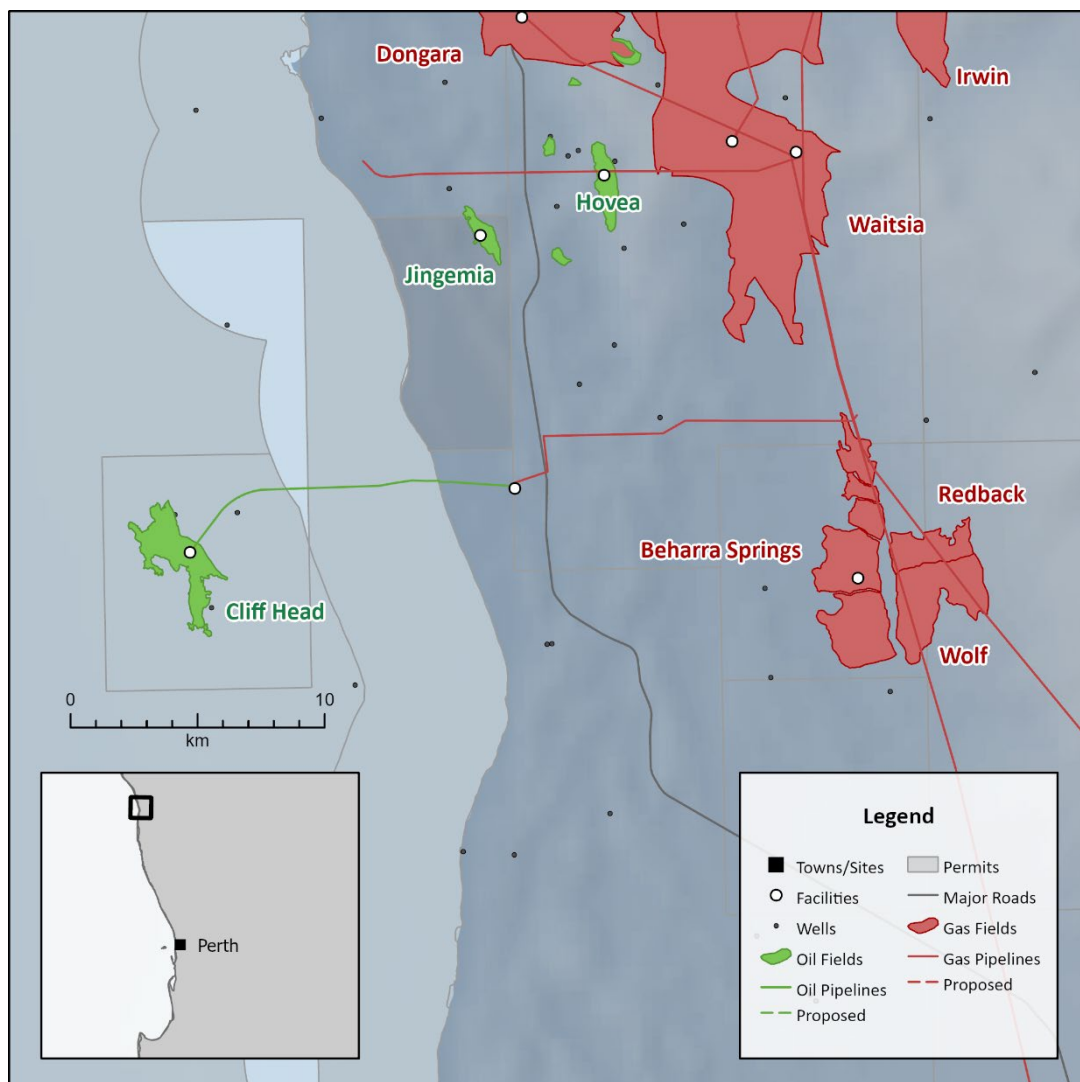 Dongara
Irwin
Hovea
Waitsia
Jingemia
Redback
Beharra Springs
Cliff Head
Wolf
0
10
km
Perth
Legend
Towns/Sites
Permits
Facilities
Major Roads
Wells
Gas Fields
Oil Fields
Gas Pipelines
Oil Pipelines
Proposed
Proposed